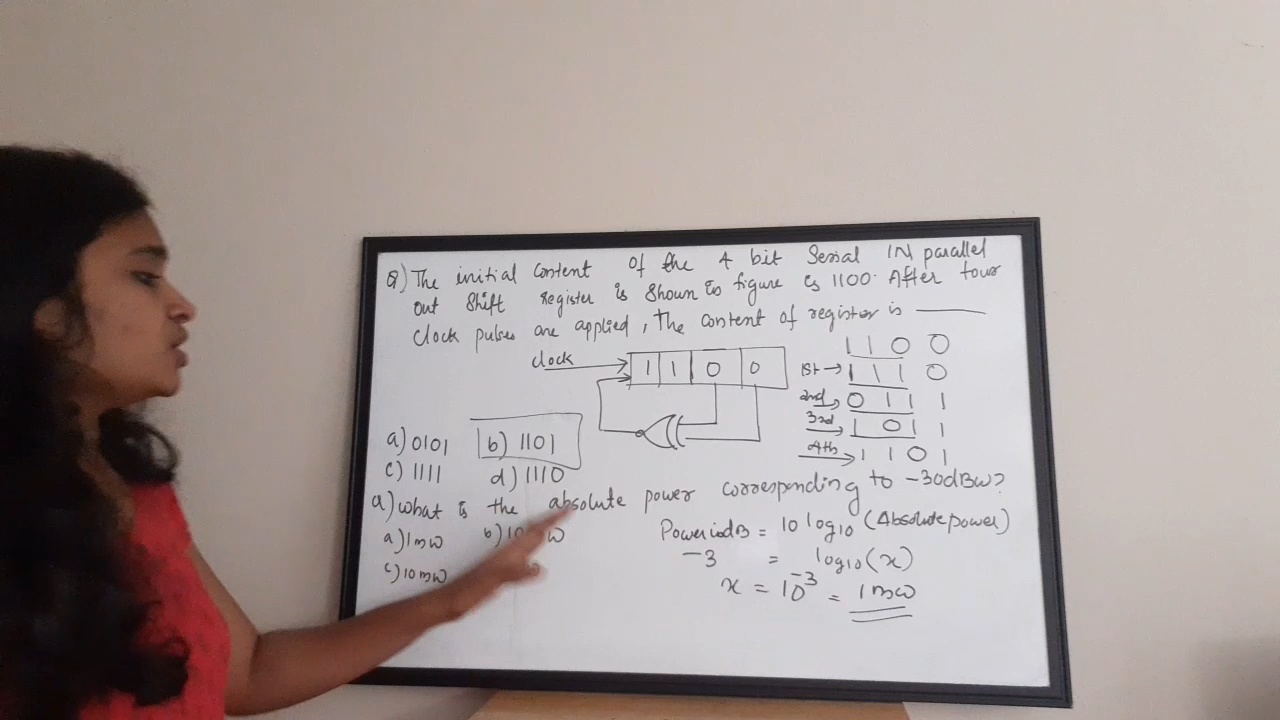 Q) The initial Content of the 4 bit Serial IN parallel
out Shift Register is Shown in figure is 1100. After four
Clock pulses are applied, The content of register is ______
Clock
1 1 0 0
1 1 0 0
1st → 1 1 1 0
2nd → 0 1 1 1
3rd → 1 0 1 1
4th → 1 1 0 1
a) 0101 b) 1101
c) 1111 d) 1110
Q) what is the absolute power corresponding to -30dBw?
a) 1mw b)
c) 10mw
Power in dB = 10 log10 (Absolute power)
-3 = log10 (x)
x = 10^-3 = 1mw